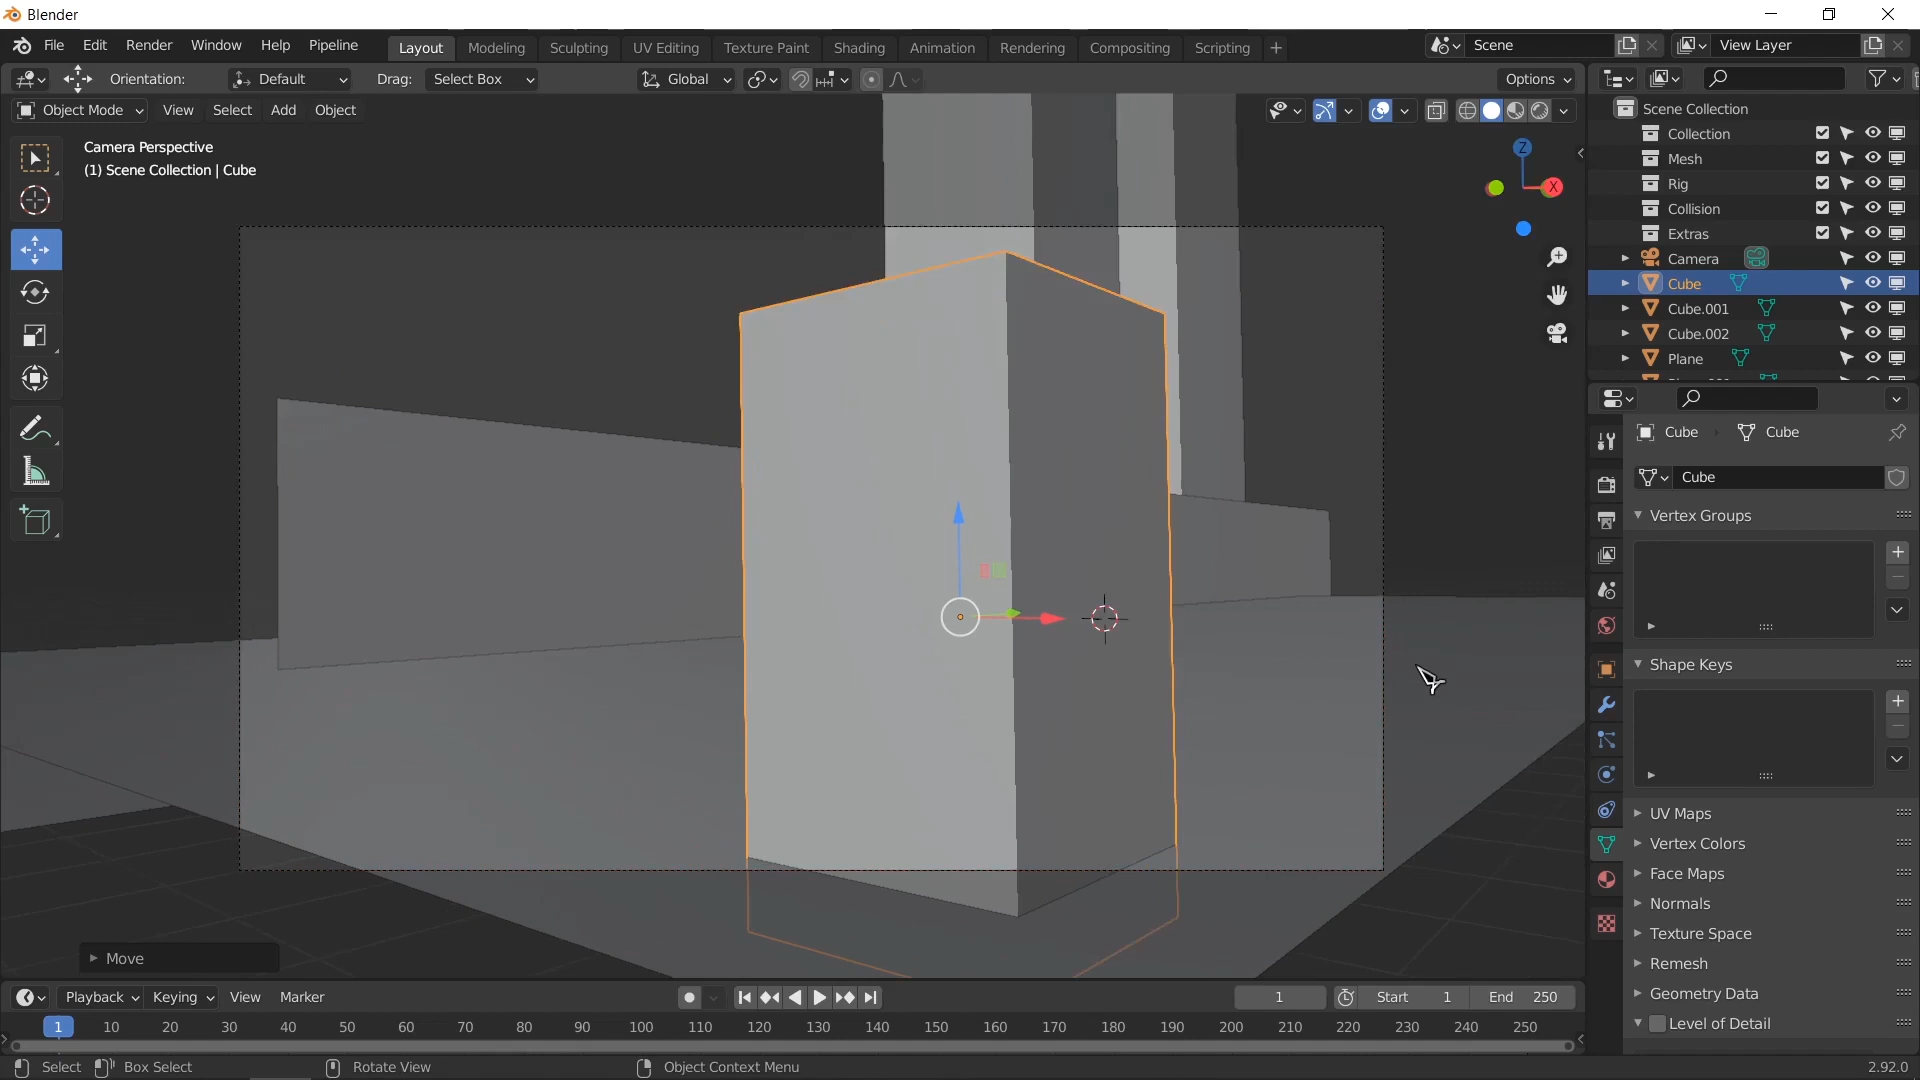 Blender
File Edit Render Window Help Pipeline Layout Modeling Sculpting UV Editing Texture Paint Shading Animation Rendering Compositing Scripting + Scene View Layer
Orientation: Default Drag: Select Box Global Options
Object Mode View Select Add Object
Camera Perspective
(1) Scene Collection | Cube
Z
X
Scene Collection
Collection
Mesh
Rig
Collision
Extras
Camera
Cube
Cube.001
Cube.002
Plane
Cube Cube
Cube
Vertex Groups
Shape Keys
UV Maps
Vertex Colors
Face Maps
Normals
Texture Space
Remesh
Geometry Data
Level of Detail
Move
Playback Keying View Marker 1 Start 1 End 250
1 10 20 30 40 50 60 70 80 90 100 110 120 130 140 150 160 170 180 190 200 210 220 230 240 250
Select Box Select Rotate View Object Context Menu 2.92.0